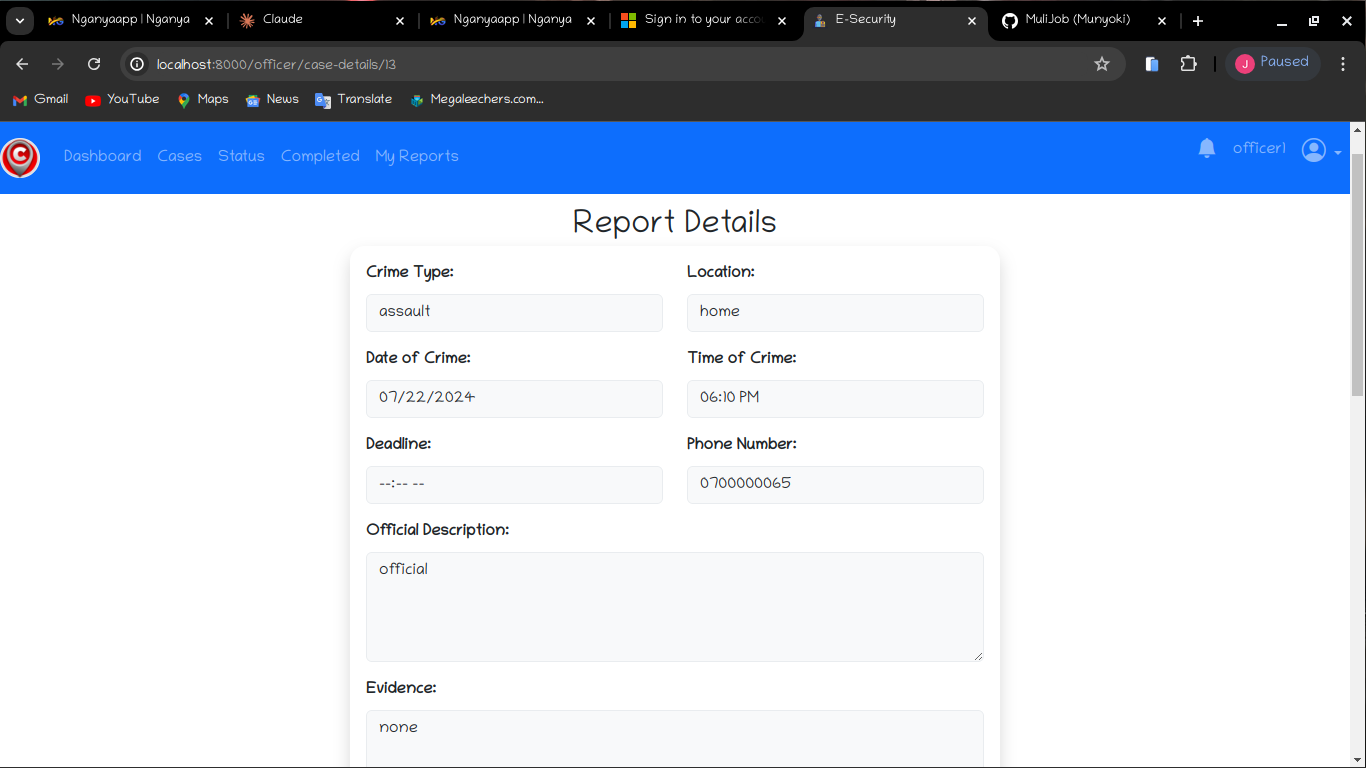 Nganyaapp | Nganya
Claude
Nganyaapp | Nganya
Sign in to your acco
E-Security
MuliJob (Munyoki)
localhost:8000/officer/case-details/13
J Paused
Gmail
YouTube
Maps
News
Translate
Megaleechers.com...
C
Dashboard
Cases
Status
Completed
My Reports
officer1
Report Details
Crime Type:
Location:
assault
home
Date of Crime:
Time of Crime:
07/22/2024
06:10 PM
Deadline:
Phone Number:
--:-- --
0700000065
Official Description:
official
Evidence:
none